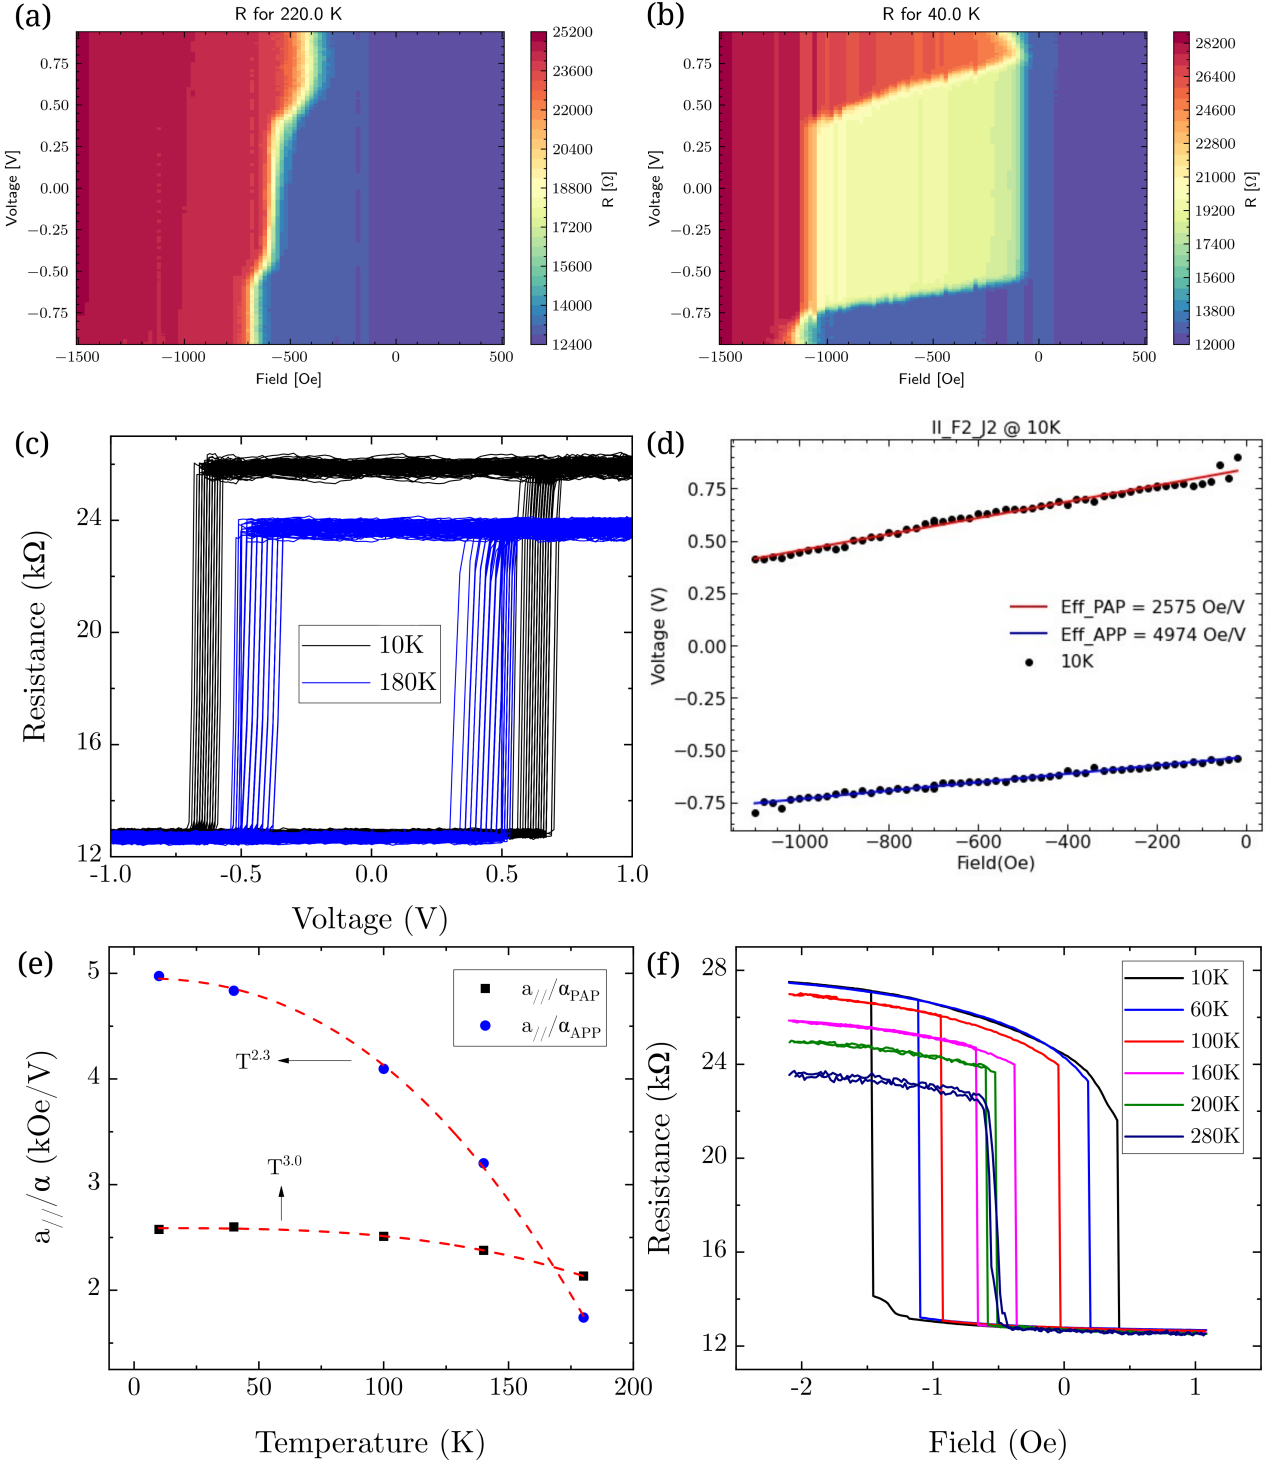 (a)
R for 220.0 K
0.75
0.50
0.25
0.00
−0.25
−0.50
−0.75
Voltage [V]
−1500
−1000
−500
0
500
Field [Oe]
25200
23600
22000
20400
18800
17200
15600
14000
12400
R [Ω]
(b)
R for 40.0 K
0.75
0.50
0.25
0.00
−0.25
−0.50
−0.75
Voltage [V]
−1500
−1000
−500
0
500
Field [Oe]
28200
26400
24600
22800
21000
19200
17400
15600
13800
12000
R [Ω]
(c)
24
20
16
12
Resistance (kΩ)
10K
180K
-1.0
-0.5
0.0
0.5
1.0
Voltage (V)
(d)
II_F2_J2 @ 10K
0.75
0.50
0.25
0.00
−0.25
−0.50
−0.75
Voltage (V)
Eff_PAP = 2575 Oe/V
Eff_APP = 4974 Oe/V
10K
−1000
−800
−600
−400
−200
0
Field(Oe)
(e)
5
4
3
2
a///α (kOe/V)
a///αPAP
a///αAPP
T2.3
T3.0
0
50
100
150
200
Temperature (K)
(f)
28
24
20
16
12
Resistance (kΩ)
10K
60K
100K
160K
200K
280K
-2
-1
0
1
Field (Oe)